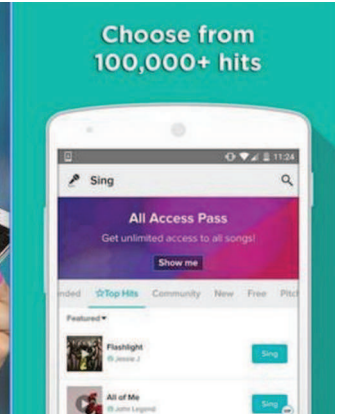 Choose from
100,000+ hits
11:24
Sing
All Access Pass
Get unlimited access to all songs!
Show me
nded ☆Top Hits Community New Free Pitch
Featured
Flashlight
Jessie J
Sing
All of Me
John Legend
Sing